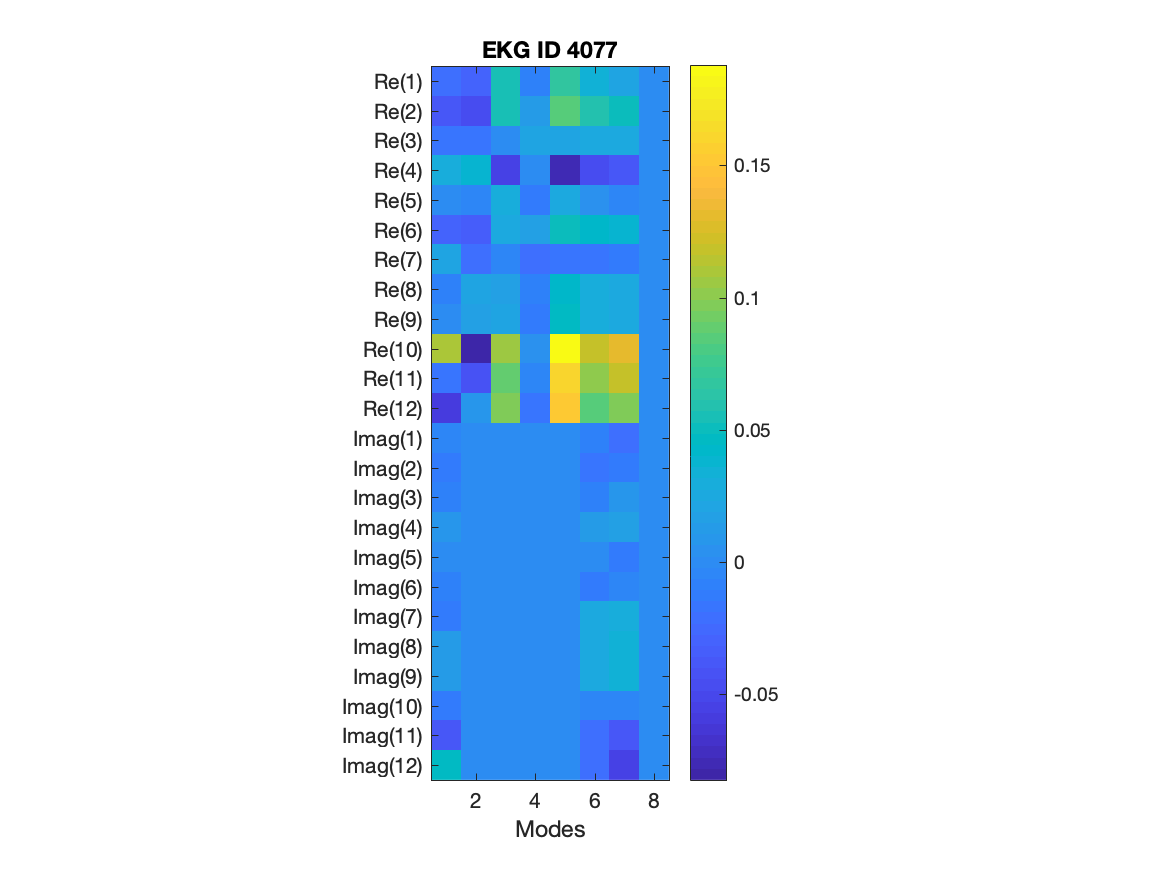 EKG ID 4077
Re(1)
Re(2)
Re(3)
Re(4)
Re(5)
Re(6)
Re(7)
Re(8)
Re(9)
Re(10)
Re(11)
Re(12)
Imag(1)
Imag(2)
Imag(3)
Imag(4)
Imag(5)
Imag(6)
Imag(7)
Imag(8)
Imag(9)
Imag(10)
Imag(11)
Imag(12)
2 4 6 8
Modes
0.15
0.1
0.05
0
-0.05